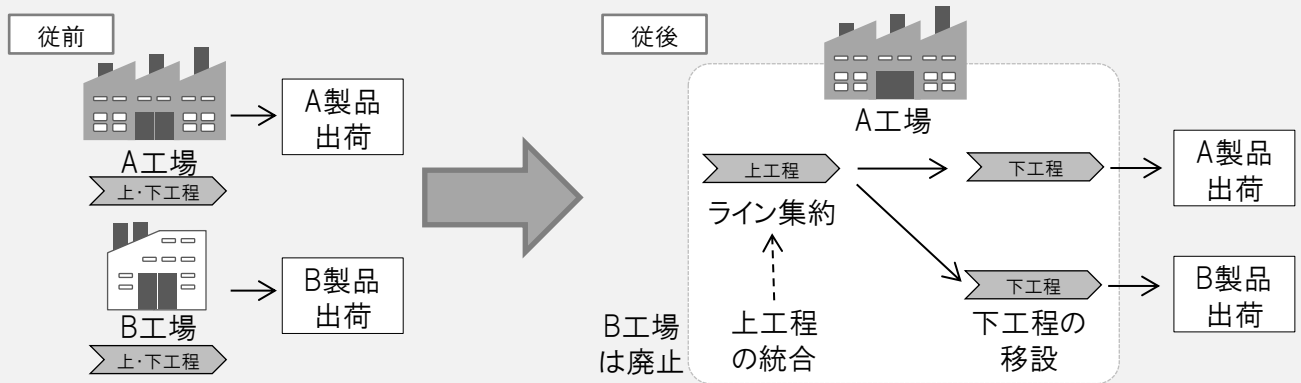 従前
A工場
上・下工程
A製品
出荷
B工場
上・下工程
B製品
出荷
従後
A工場
上工程
ライン集約
上工程
の統合
B工場
は廃止
下工程
A製品
出荷
下工程
下工程の
移設
B製品
出荷